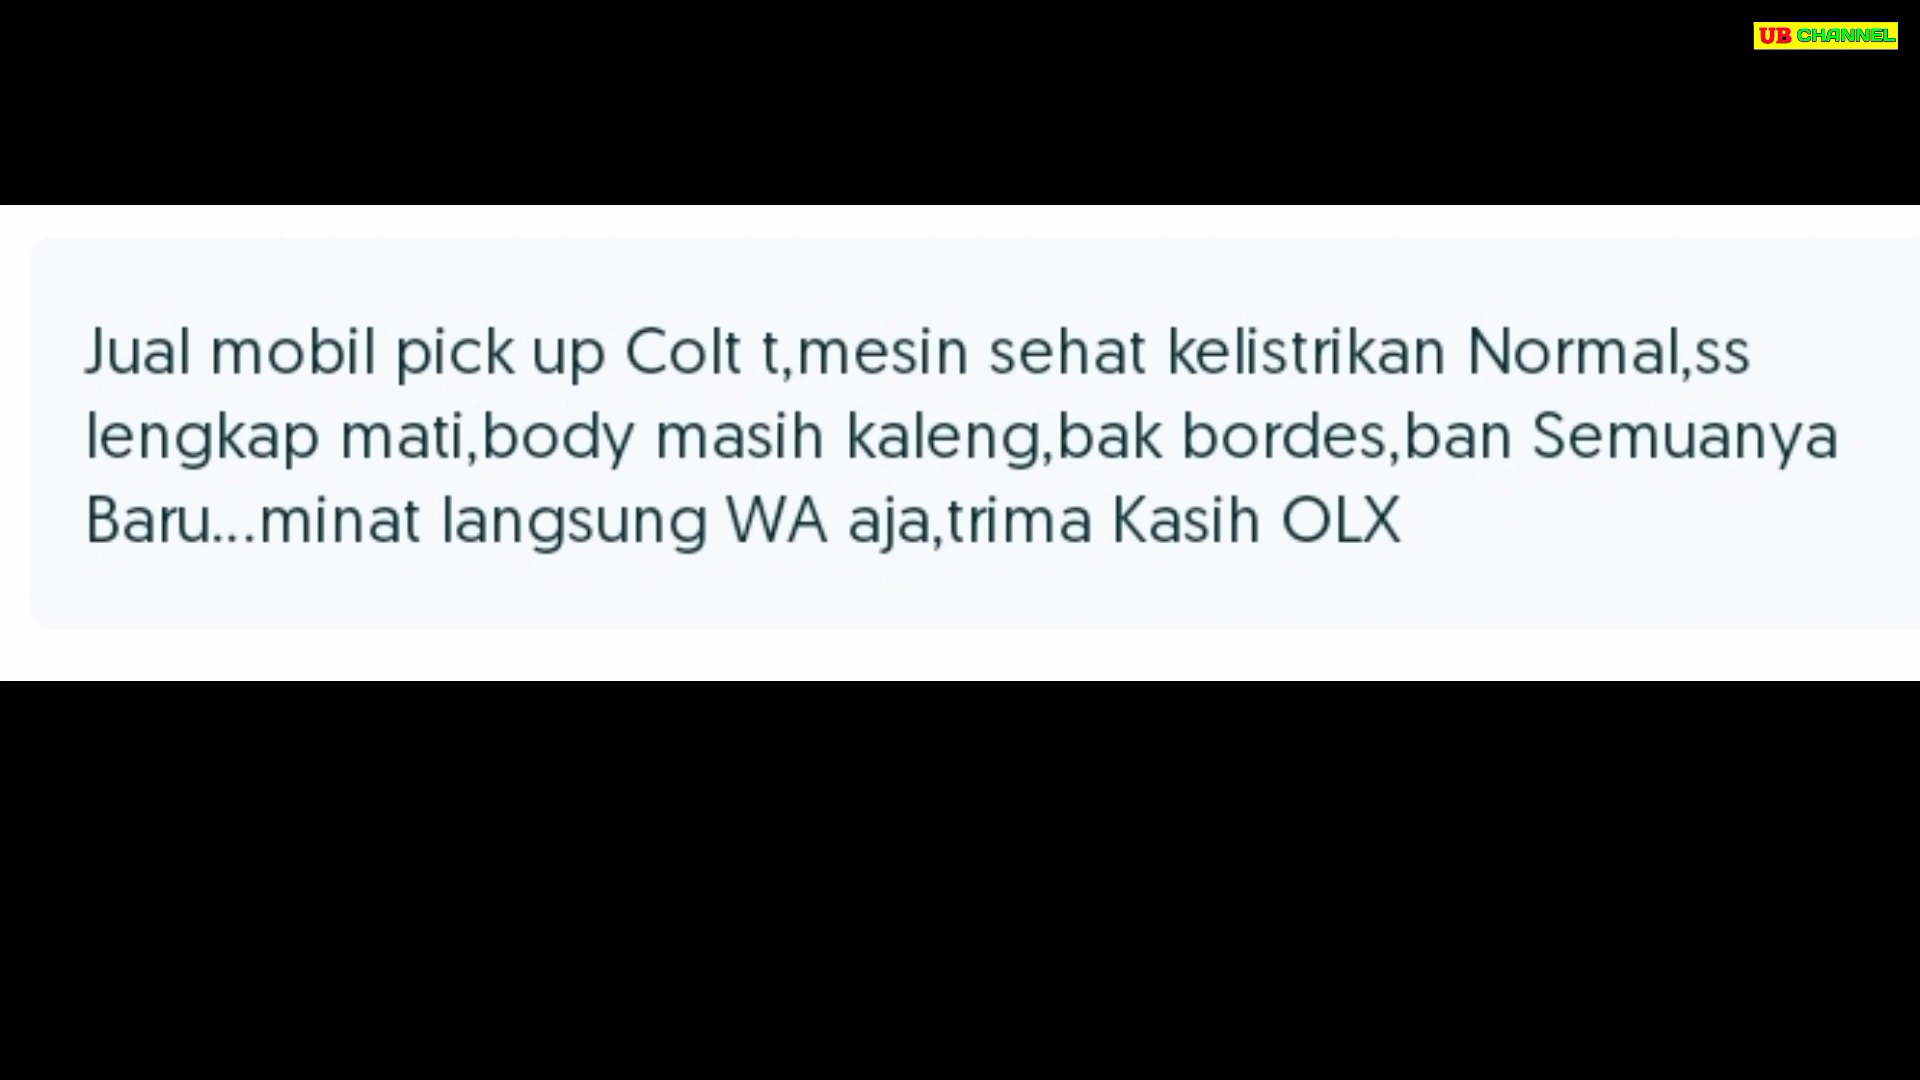 UB CHANNEL
Jual mobil pick up Colt t,mesin sehat kelistrikan Normal,ss
lengkap mati,body masih kaleng,bak bordes,ban Semuanya
Baru...minat langsung WA aja,trima Kasih OLX